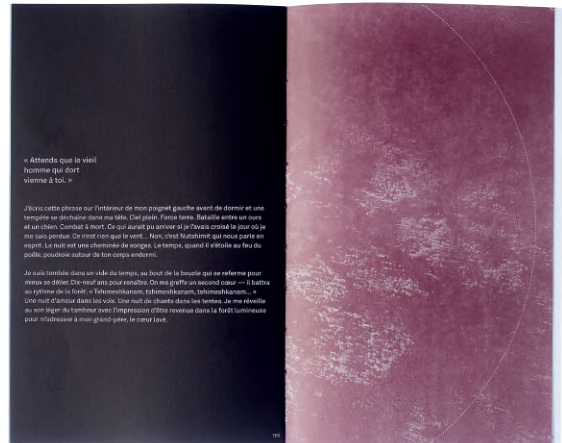 « Attends que le vieil
homme qui dort
vienne à toi. »
J'écris cette phrase sur l'intérieur de mon poignet gauche avant de dormir et une
tempête se déchaîne dans ma tête. Ciel plein. Force terre. Bataille entre un ours
et un chien. Combat à mort. Ce qui aurait pu arriver si je l'avais croisé le jour où je
me suis perdue. Ce n'est rien que le vent... Non, c'est Nutshimit qui nous parle en
esprit. La nuit est une cheminée de songes. Le temps, quand il s'étoile au feu du
poêle, poudroie autour de ton corps endormi.
Je suis tombée dans un vide du temps, au bout de la boucle qui se referme pour
mieux se délier. Dix-neuf ans pour renaître. On me greffe un second cœur — il battra
au rythme de la forêt. « Tshimeshkanam, tshimeshkanam, tshimeshkanam... »
Une nuit d'amour dans les voix. Une nuit de chants dans les tentes. Je me réveille
au son léger du tambour avec l'impression d'être revenue dans la forêt lumineuse
pour m'adresser à mon grand-père, le cœur lavé.